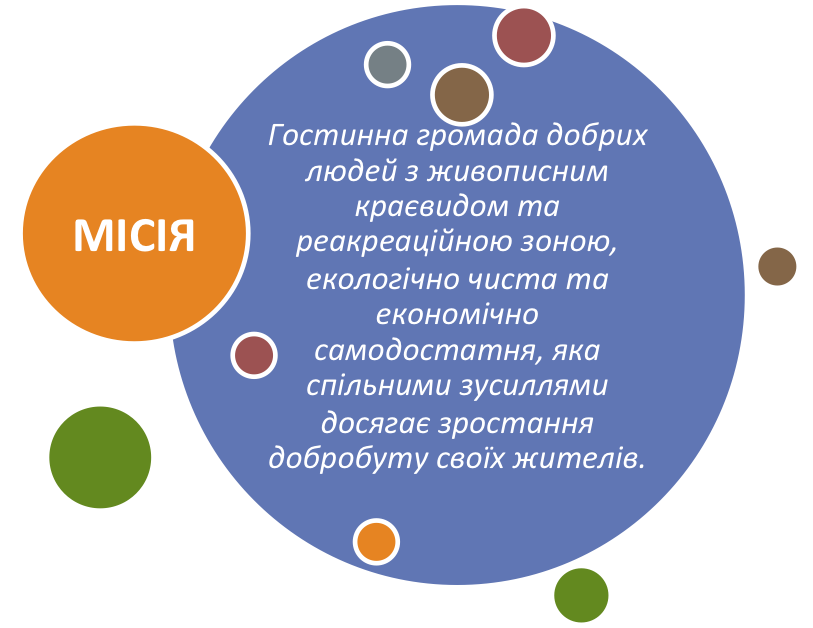 МІСІЯ
Гостинна громада добрих
людей з живописним
краєвидом та
реакреаційною зоною,
екологічно чиста та
економічно
самодостатня, яка
спільними зусиллями
досягає зростання
добробуту своїх жителів.